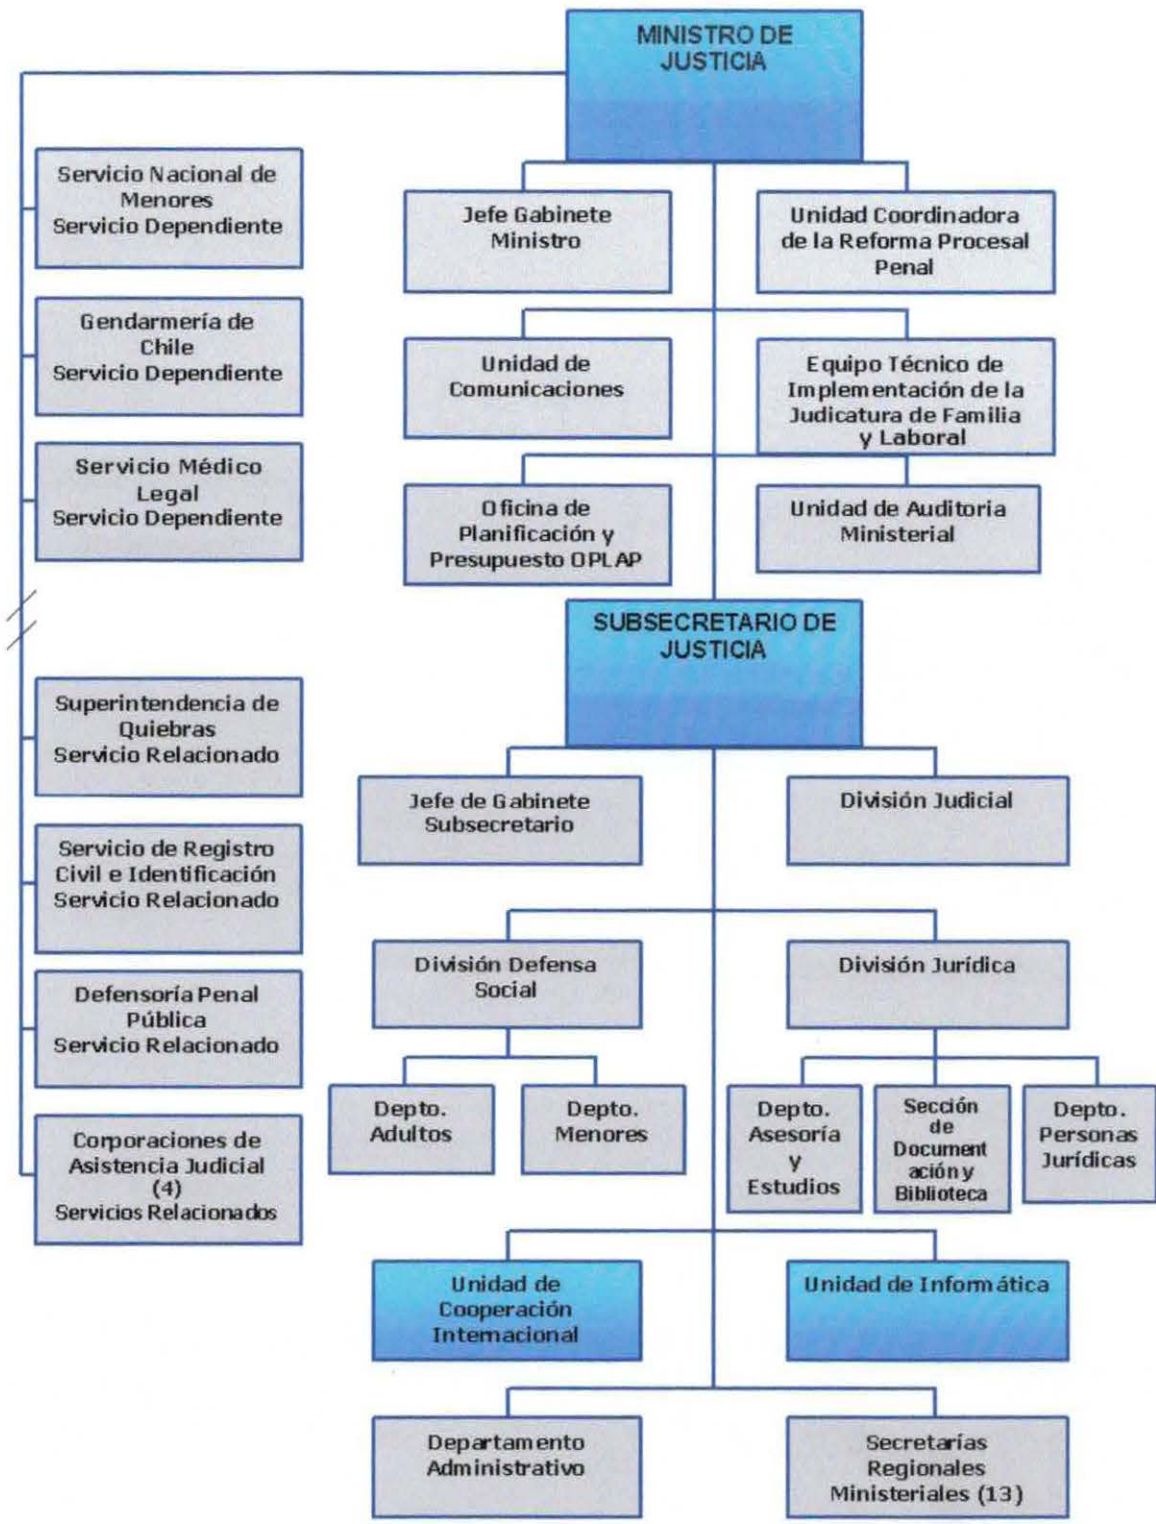 MINISTRO DE
JUSTICIA
Servicio Nacional de
Menores
Servicio Dependiente
Gendarmería de
Chile
Servicio Dependiente
Servicio Médico
Legal
Servicio Dependiente
Superintendencia de
Quiebras
Servicio Relacionado
Servicio de Registro
Civil e Identificación
Servicio Relacionado
Defensoría Penal
Pública
Servicio Relacionado
Corporaciones de
Asistencia Judicial
(4)
Servicios Relacionados
Jefe Gabinete
Ministro
Unidad Coordinadora
de la Reforma Procesal
Penal
Unidad de
Comunicaciones
Equipo Técnico de
Implementación de la
Judicatura de Familia
y Laboral
Oficina de
Planificación y
Presupuesto OPLAP
Unidad de Auditoria
Ministerial
SUBSECRETARIO DE
JUSTICIA
Jefe de Gabinete
Subsecretario
División Judicial
División Defensa
Social
División Jurídica
Depto.
Adultos
Depto.
Menores
Depto.
Asesoría
y
Estudios
Sección
de
Document
ación y
Biblioteca
Depto.
Personas
Jurídicas
Unidad de
Cooperación
Internacional
Unidad de Informática
Departamento
Administrativo
Secretarías
Regionales
Ministeriales (13)